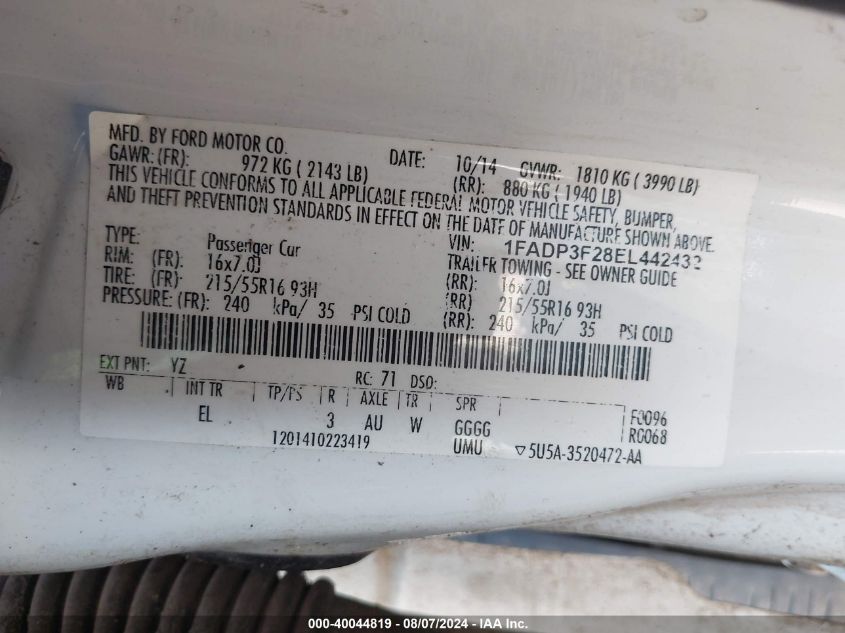 MFD. BY FORD MOTOR CO.
DATE: 10/14 GVWR: 1810 KG ( 3990 LB)
GAWR: (FR): 972 KG ( 2143 LB) (RR): 880 KG ( 1940 LB)
THIS VEHICLE CONFORMS TO ALL APPLICABLE FEDERAL MOTOR VEHICLE SAFETY, BUMPER,
AND THEFT PREVENTION STANDARDS IN EFFECT ON THE DATE OF MANUFACTURE SHOWN ABOVE.
VIN: 1FADP3F28EL442432
TYPE: Passenger Car TRAILER TOWING - SEE OWNER GUIDE
RIM: (FR): 16x7.0J (RR): 16x7.0J
TIRE: (FR): 215/55R16 93H (RR) 215/55R16 93H
PRESSURE: (FR): 240 kPa/ 35 PSI COLD (RR): 240 kPa/ 35 PSI COLD
EXT PNT: YZ RC: 71 DSO:
WB INT TR TP/PS R AXLE TR SPR F0096
EL 3 AU W GGGG R0068
1201410223419 UMU ▽5U5A-3520472-AA
000-40044819 - 08/07/2024 - IAA Inc.